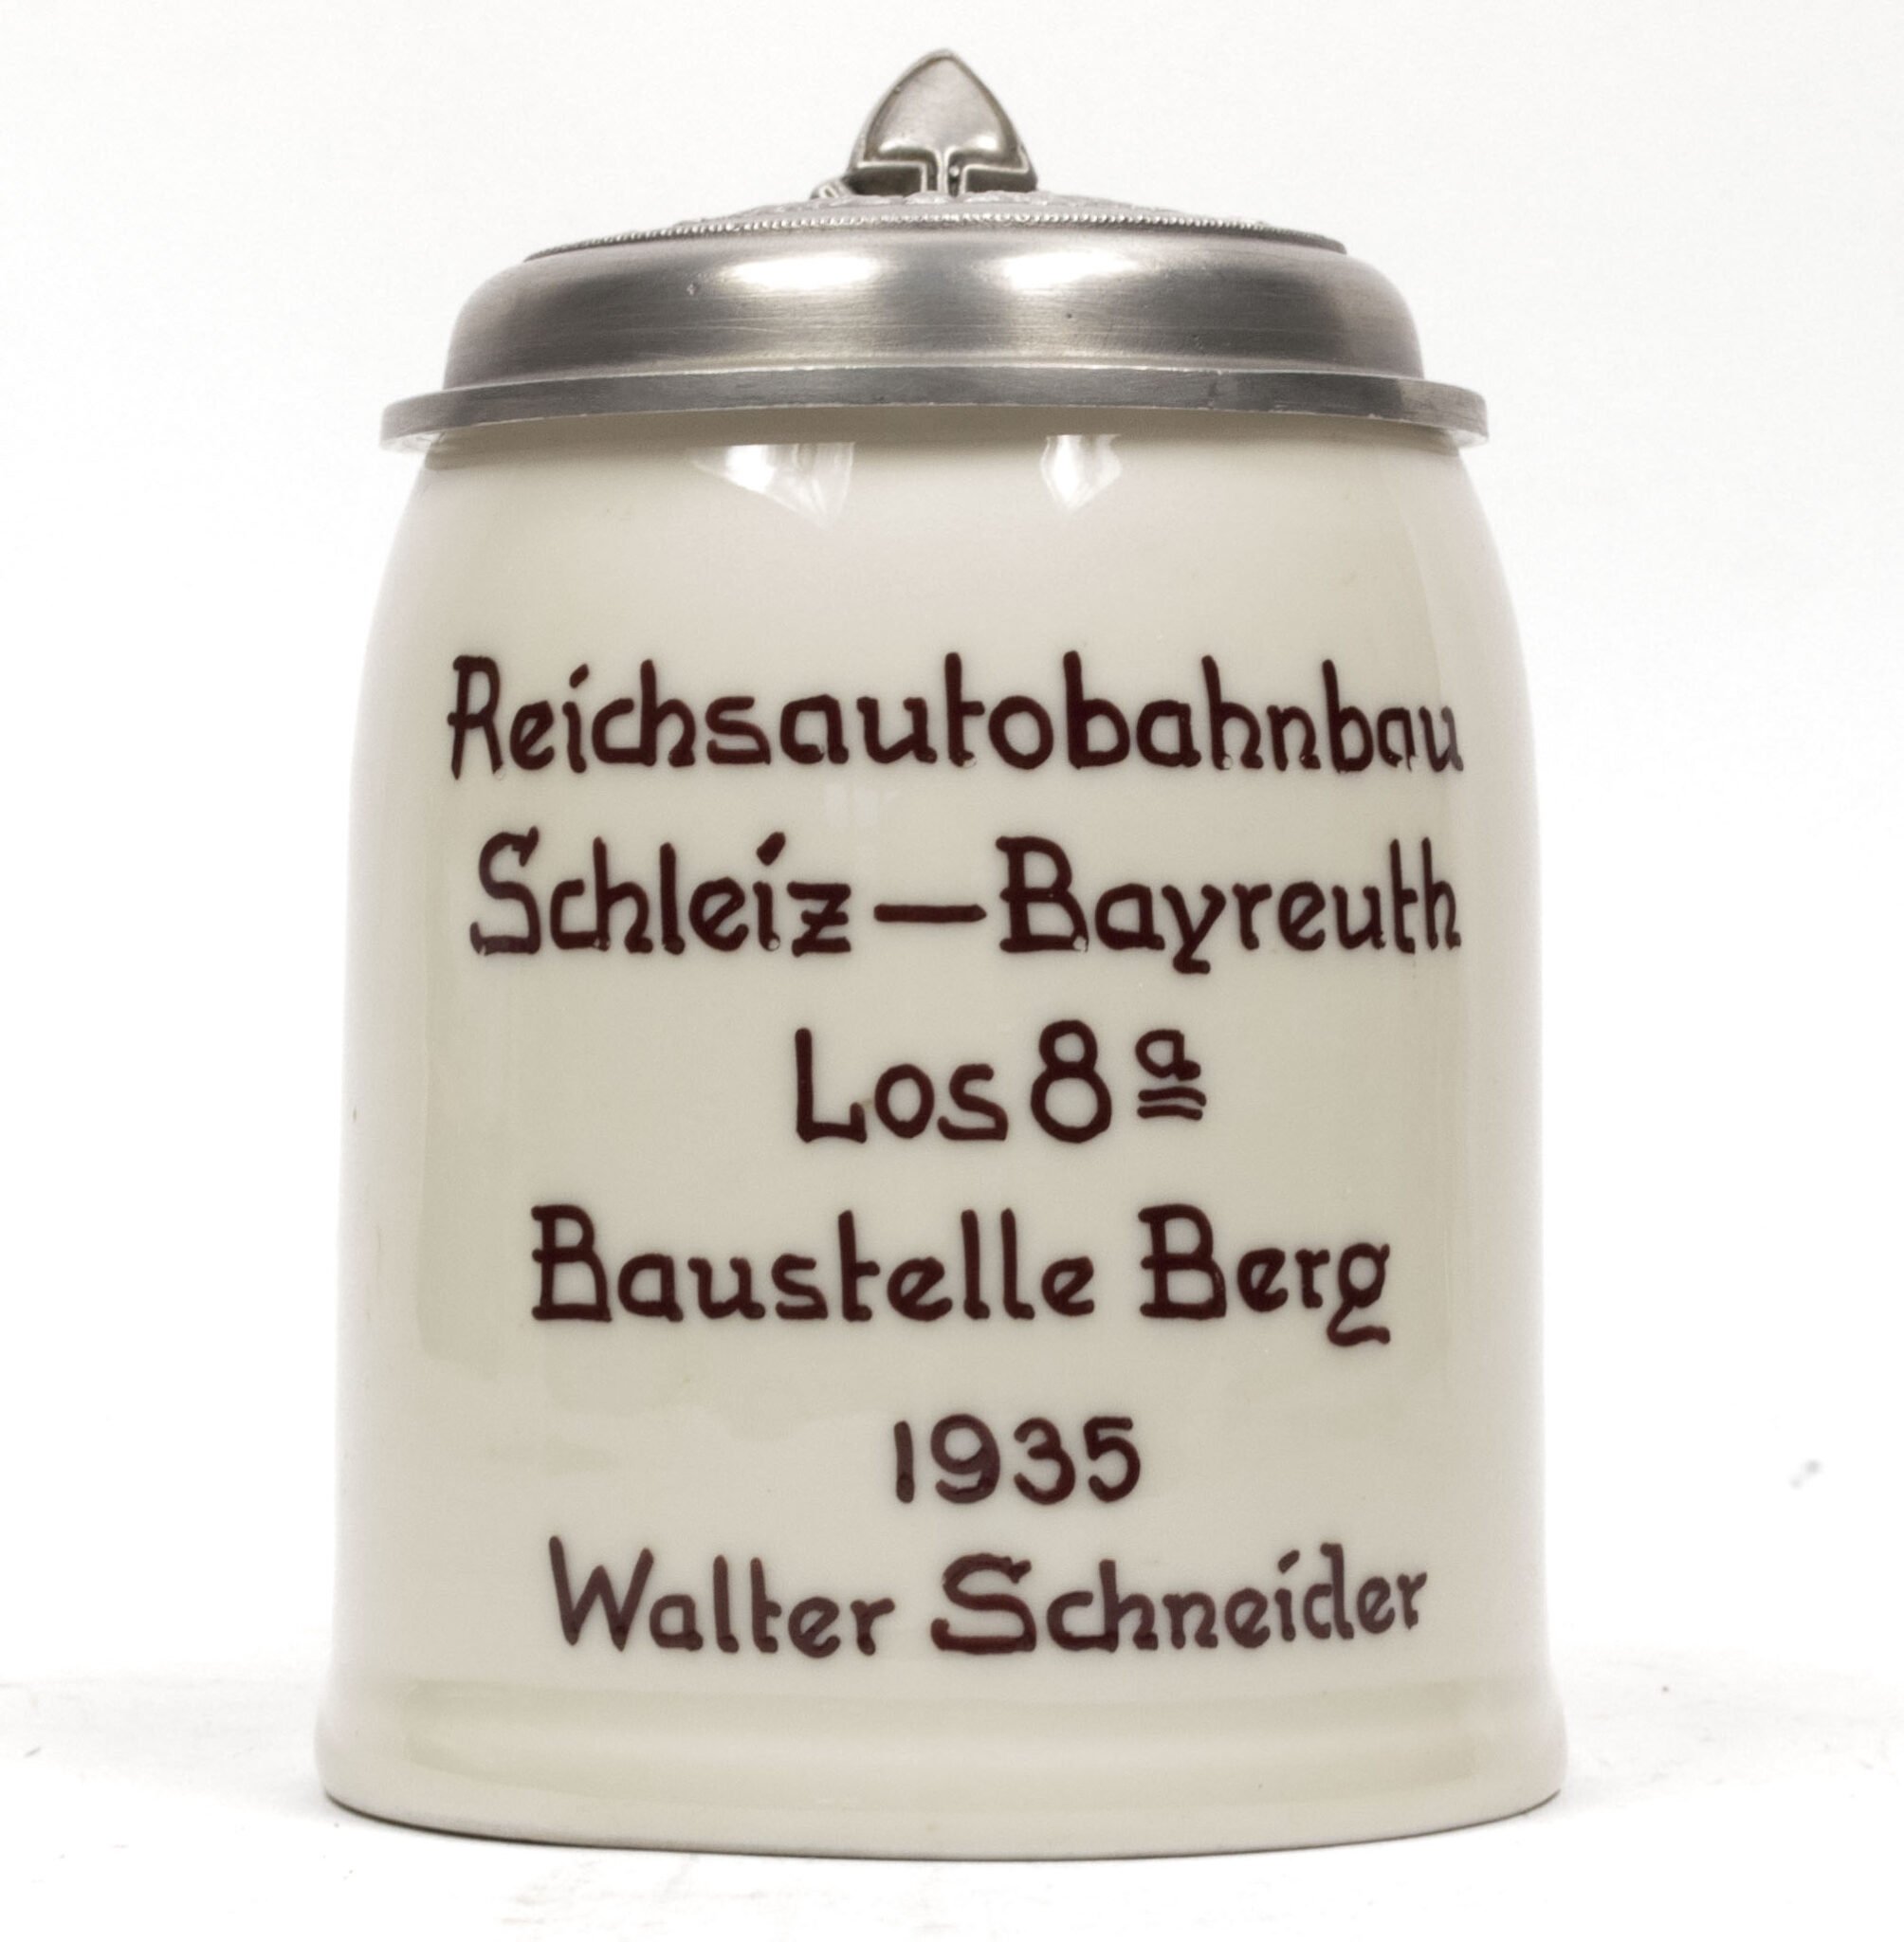 Reichsautobahnbau
Schleiz—Bayreuth
Los 8ª
Baustelle Berg
1935
Walter Schneider